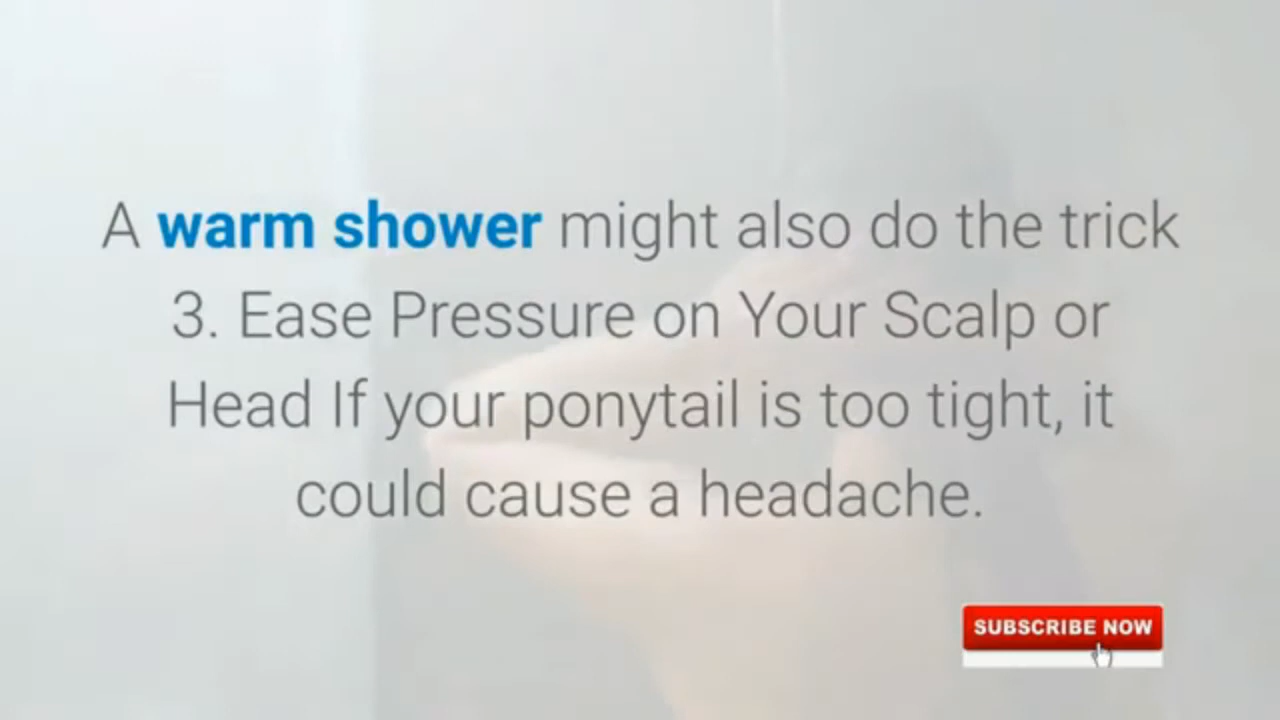 A warm shower might also do the trick
3. Ease Pressure on Your Scalp or
Head If your ponytail is too tight, it
could cause a headache.
SUBSCRIBE NOW